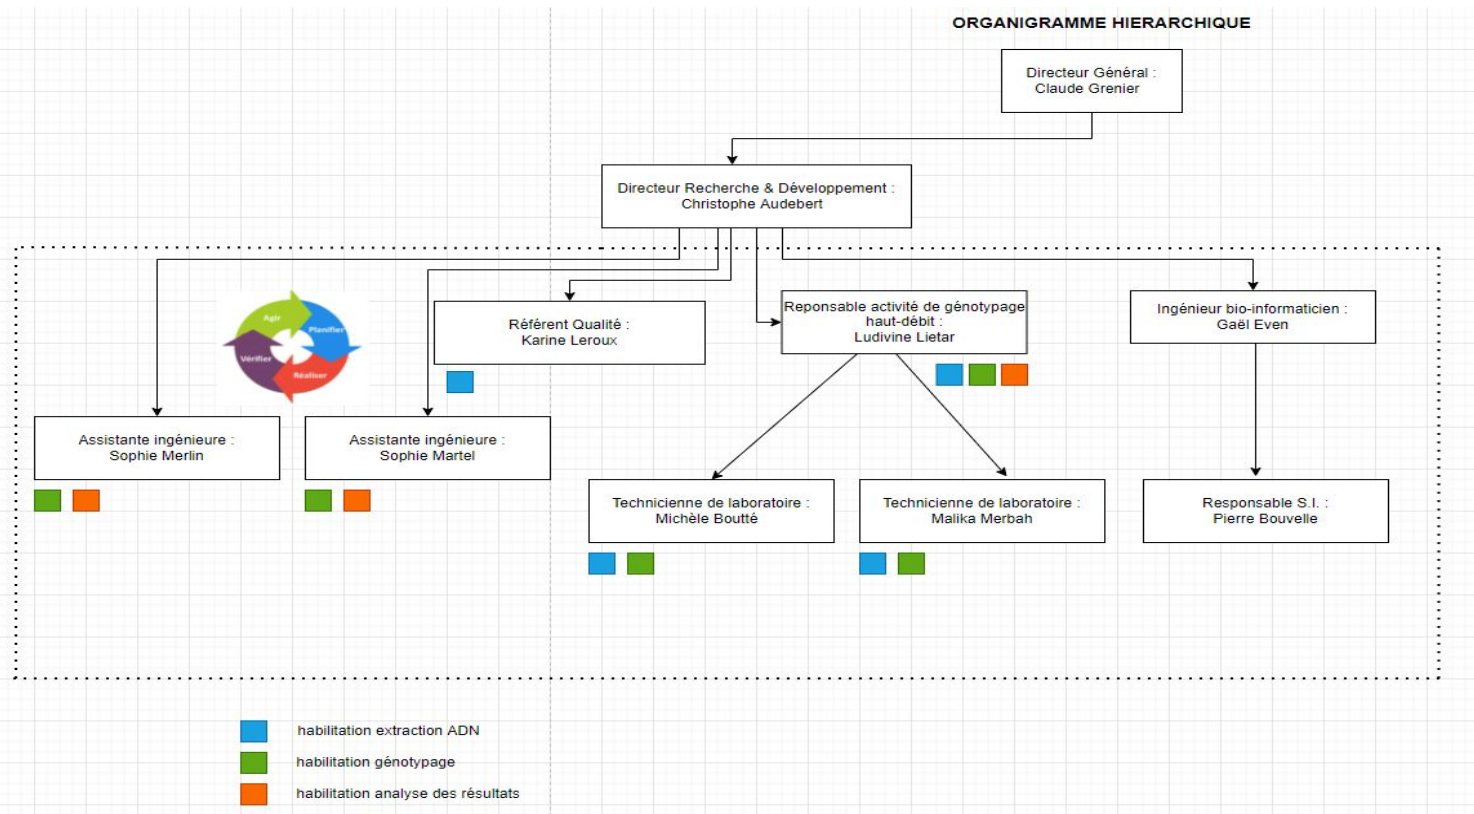 ORGANIGRAMME HIERARCHIQUE
Directeur Général :
Claude Grenier
Directeur Recherche & Développement :
Christophe Audebert
Agir
Planifier
Vérifier
Réaliser
Référent Qualité :
Karine Leroux
Reponsable activité de génotypage
haut-débit :
Ludivine Lietar
Ingénieur bio-informaticien :
Gaël Even
Assistante ingénieure :
Sophie Merlin
Assistante ingénieure :
Sophie Martel
Technicienne de laboratoire :
Michèle Boutté
Technicienne de laboratoire :
Malika Merbah
Responsable S.I. :
Pierre Bouvelle
habilitation extraction ADN
habilitation génotypage
habilitation analyse des résultats